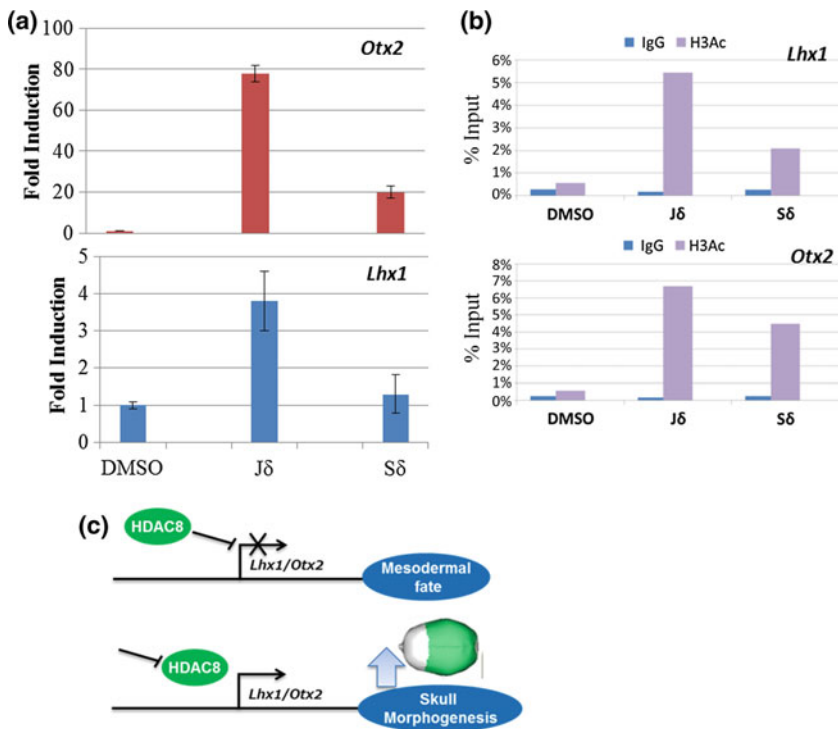 (a)
Otx2
Fold Induction
100
80
60
40
20
0
Lhx1
Fold Induction
5
4
3
2
1
0
DMSO Jδ Sδ
(b)
IgG H3Ac
Lhx1
% Input
6%
5%
4%
3%
2%
1%
0%
DMSO Jδ Sδ
IgG H3Ac
Otx2
% Input
8%
7%
6%
5%
4%
3%
2%
1%
0%
DMSO Jδ Sδ
(c)
HDAC8
Lhx1/Otx2
Mesodermal
fate
HDAC8
Lhx1/Otx2
Skull
Morphogenesis